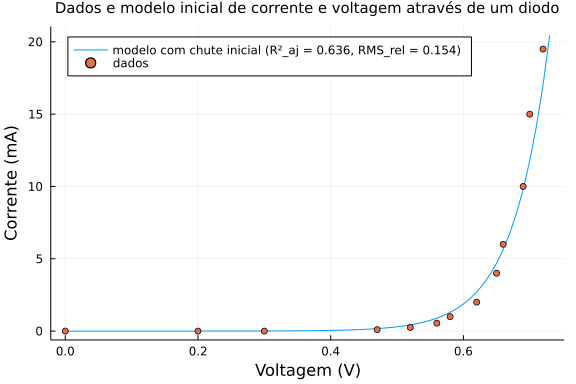 Dados e modelo inicial de corrente e voltagem através de um diodo
modelo com chute inicial (R²_aj = 0.636, RMS_rel = 0.154)
dados
Corrente (mA)
20
15
10
5
0
0.0 0.2 0.4 0.6
Voltagem (V)